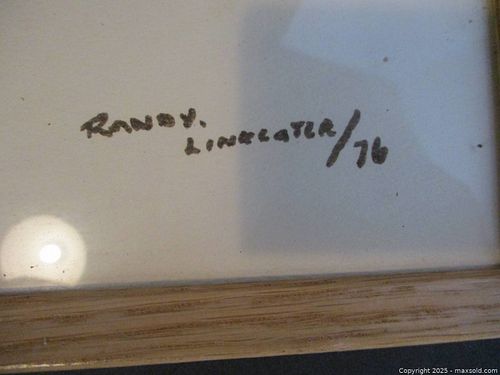 RANDY.
LINKLATER/76
Copyright 2025 - maxsold.com